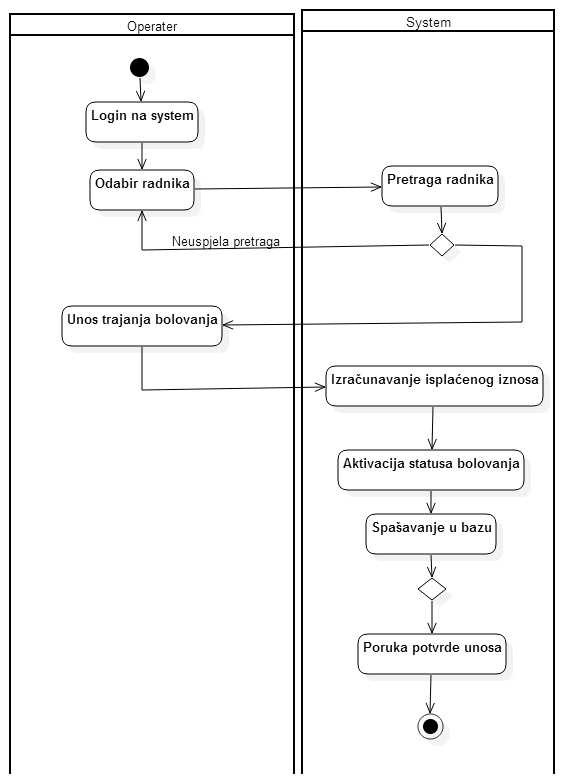 Operater
System
Login na system
Odabir radnika
Pretraga radnika
Neuspjela pretraga
Unos trajanja bolovanja
Izračunavanje isplaćenog iznosa
Aktivacija statusa bolovanja
Spašavanje u bazu
Poruka potvrde unosa